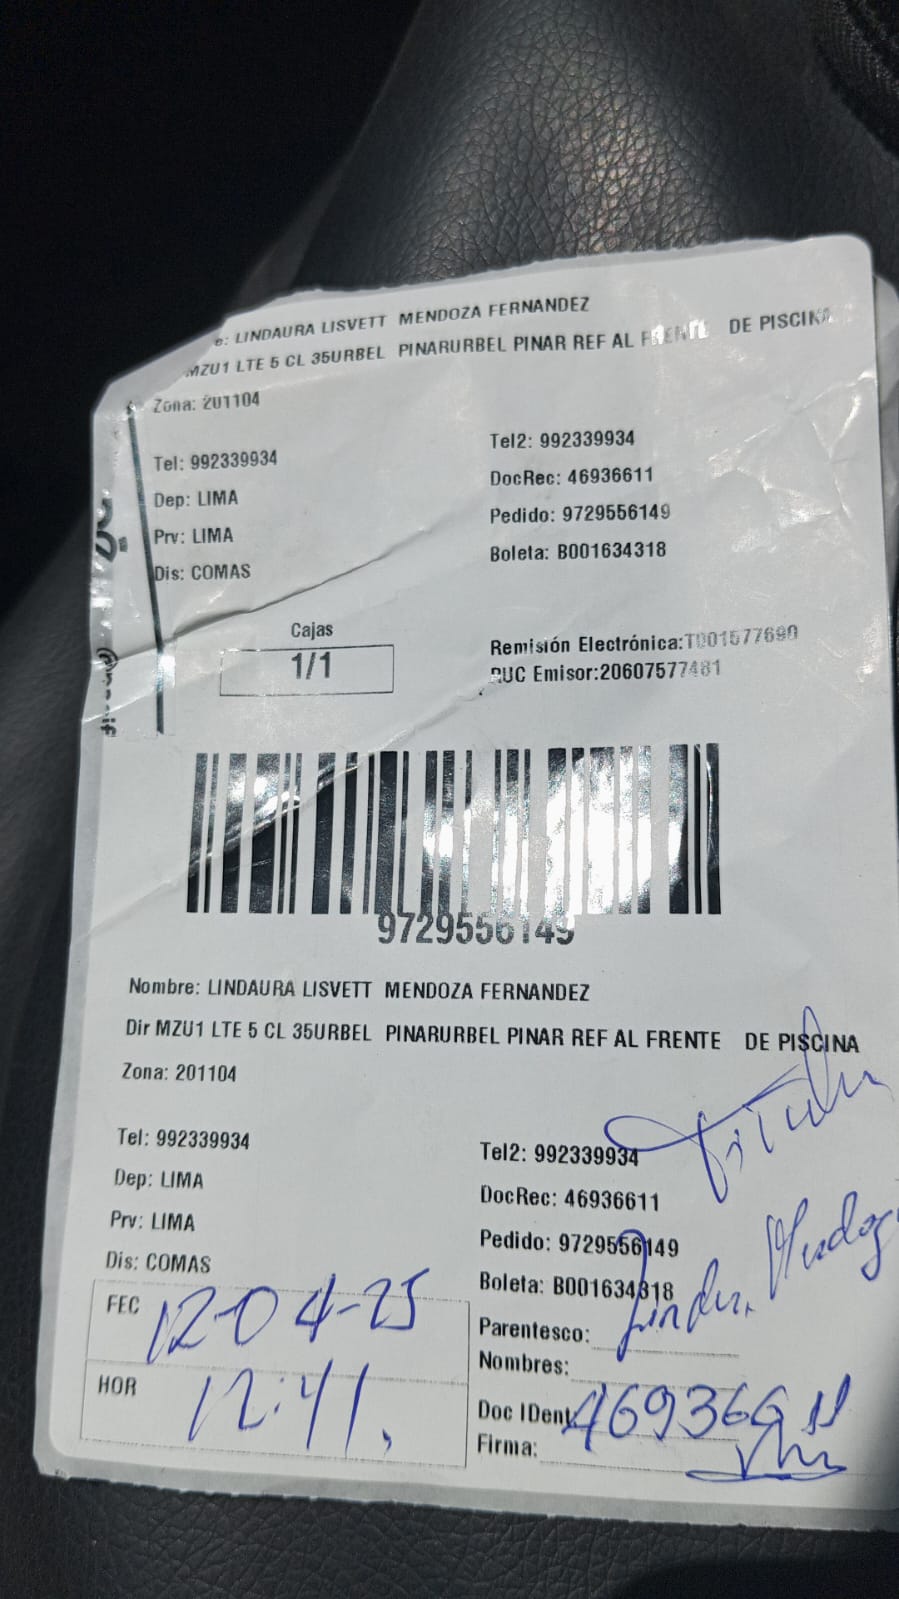 e: LINDAURA LISVETT MENDOZA FERNANDEZ
MZU1 LTE 5 CL 35URBEL PINARURBEL PINAR REF AL FRENTE DE PISCINA
Zona: 201104
Tel: 992339934
Tel2: 992339934
Dep: LIMA
DocRec: 46936611
Prv: LIMA
Pedido: 9729556149
Dis: COMAS
Boleta: B001634318
Cajas
1/1
Remisión Electrónica:T001577690
RUC Emisor:20607577481
9729556149
Nombre: LINDAURA LISVETT MENDOZA FERNANDEZ
Dir MZU1 LTE 5 CL 35URBEL PINARURBEL PINAR REF AL FRENTE DE PISCINA
Zona: 201104
Tel: 992339934
Tel2: 992339934
Dep: LIMA
DocRec: 46936611
Prv: LIMA
Pedido: 9729556149
Dis: COMAS
Boleta: B001634318
FEC 12-04-25
Parentesco:
Nombres:
HOR 12:41.
Doc IDent: 46936611
Firma: